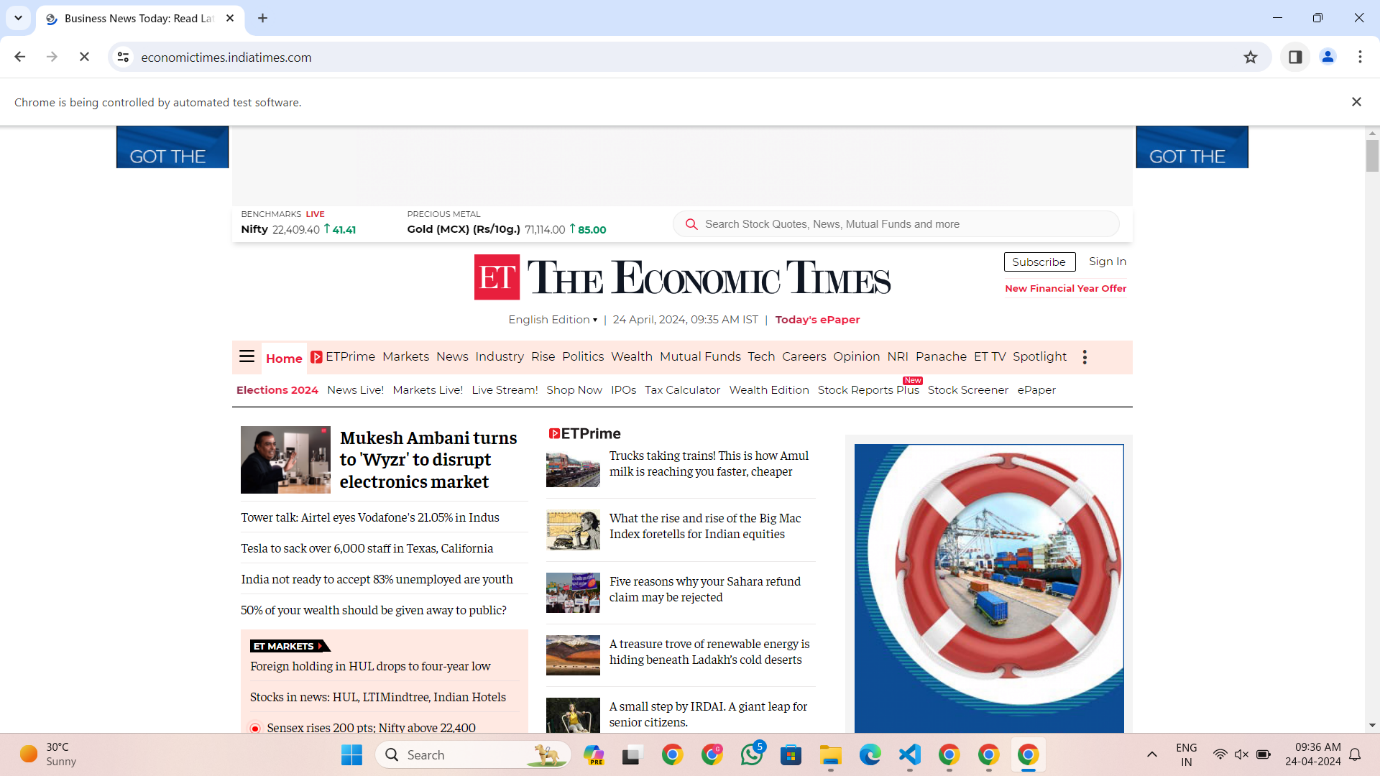 Business News Today: Read La
economictimes.indiatimes.com
Chrome is being controlled by automated test software.
GOT THE
GOT THE
BENCHMARKS LIVE
Nifty 22,409.40 ↑ 41.41
PRECIOUS METAL
Gold (MCX) (Rs/10g.) 71,114.00 ↑ 85.00
Search Stock Quotes, News, Mutual Funds and more
ET THE ECONOMIC TIMES
Subscribe Sign In
New Financial Year Offer
English Edition ▾ | 24 April, 2024, 09:35 AM IST | Today's ePaper
Home ETPrime Markets News Industry Rise Politics Wealth Mutual Funds Tech Careers Opinion NRI Panache ET TV Spotlight
New
Elections 2024 News Live! Markets Live! Live Stream! Shop Now IPOs Tax Calculator Wealth Edition Stock Reports Plus Stock Screener ePaper
Mukesh Ambani turns
to 'Wyzr' to disrupt
electronics market
Tower talk: Airtel eyes Vodafone's 21.05% in Indus
Tesla to sack over 6,000 staff in Texas, California
India not ready to accept 83% unemployed are youth
50% of your wealth should be given away to public?
ET MARKETS
Foreign holding in HUL drops to four-year low
Stocks in news: HUL, LTIMindtree, Indian Hotels
Sensex rises 200 pts; Nifty above 22,400
ETPrime
Trucks taking trains! This is how Amul
milk is reaching you faster, cheaper
What the rise and rise of the Big Mac
Index foretells for Indian equities
Five reasons why your Sahara refund
claim may be rejected
A treasure trove of renewable energy is
hiding beneath Ladakh's cold deserts
A small step by IRDAI. A giant leap for
senior citizens.
30°C
Sunny
Search
PRE
6
5
ENG
IN
09:36 AM
24-04-2024